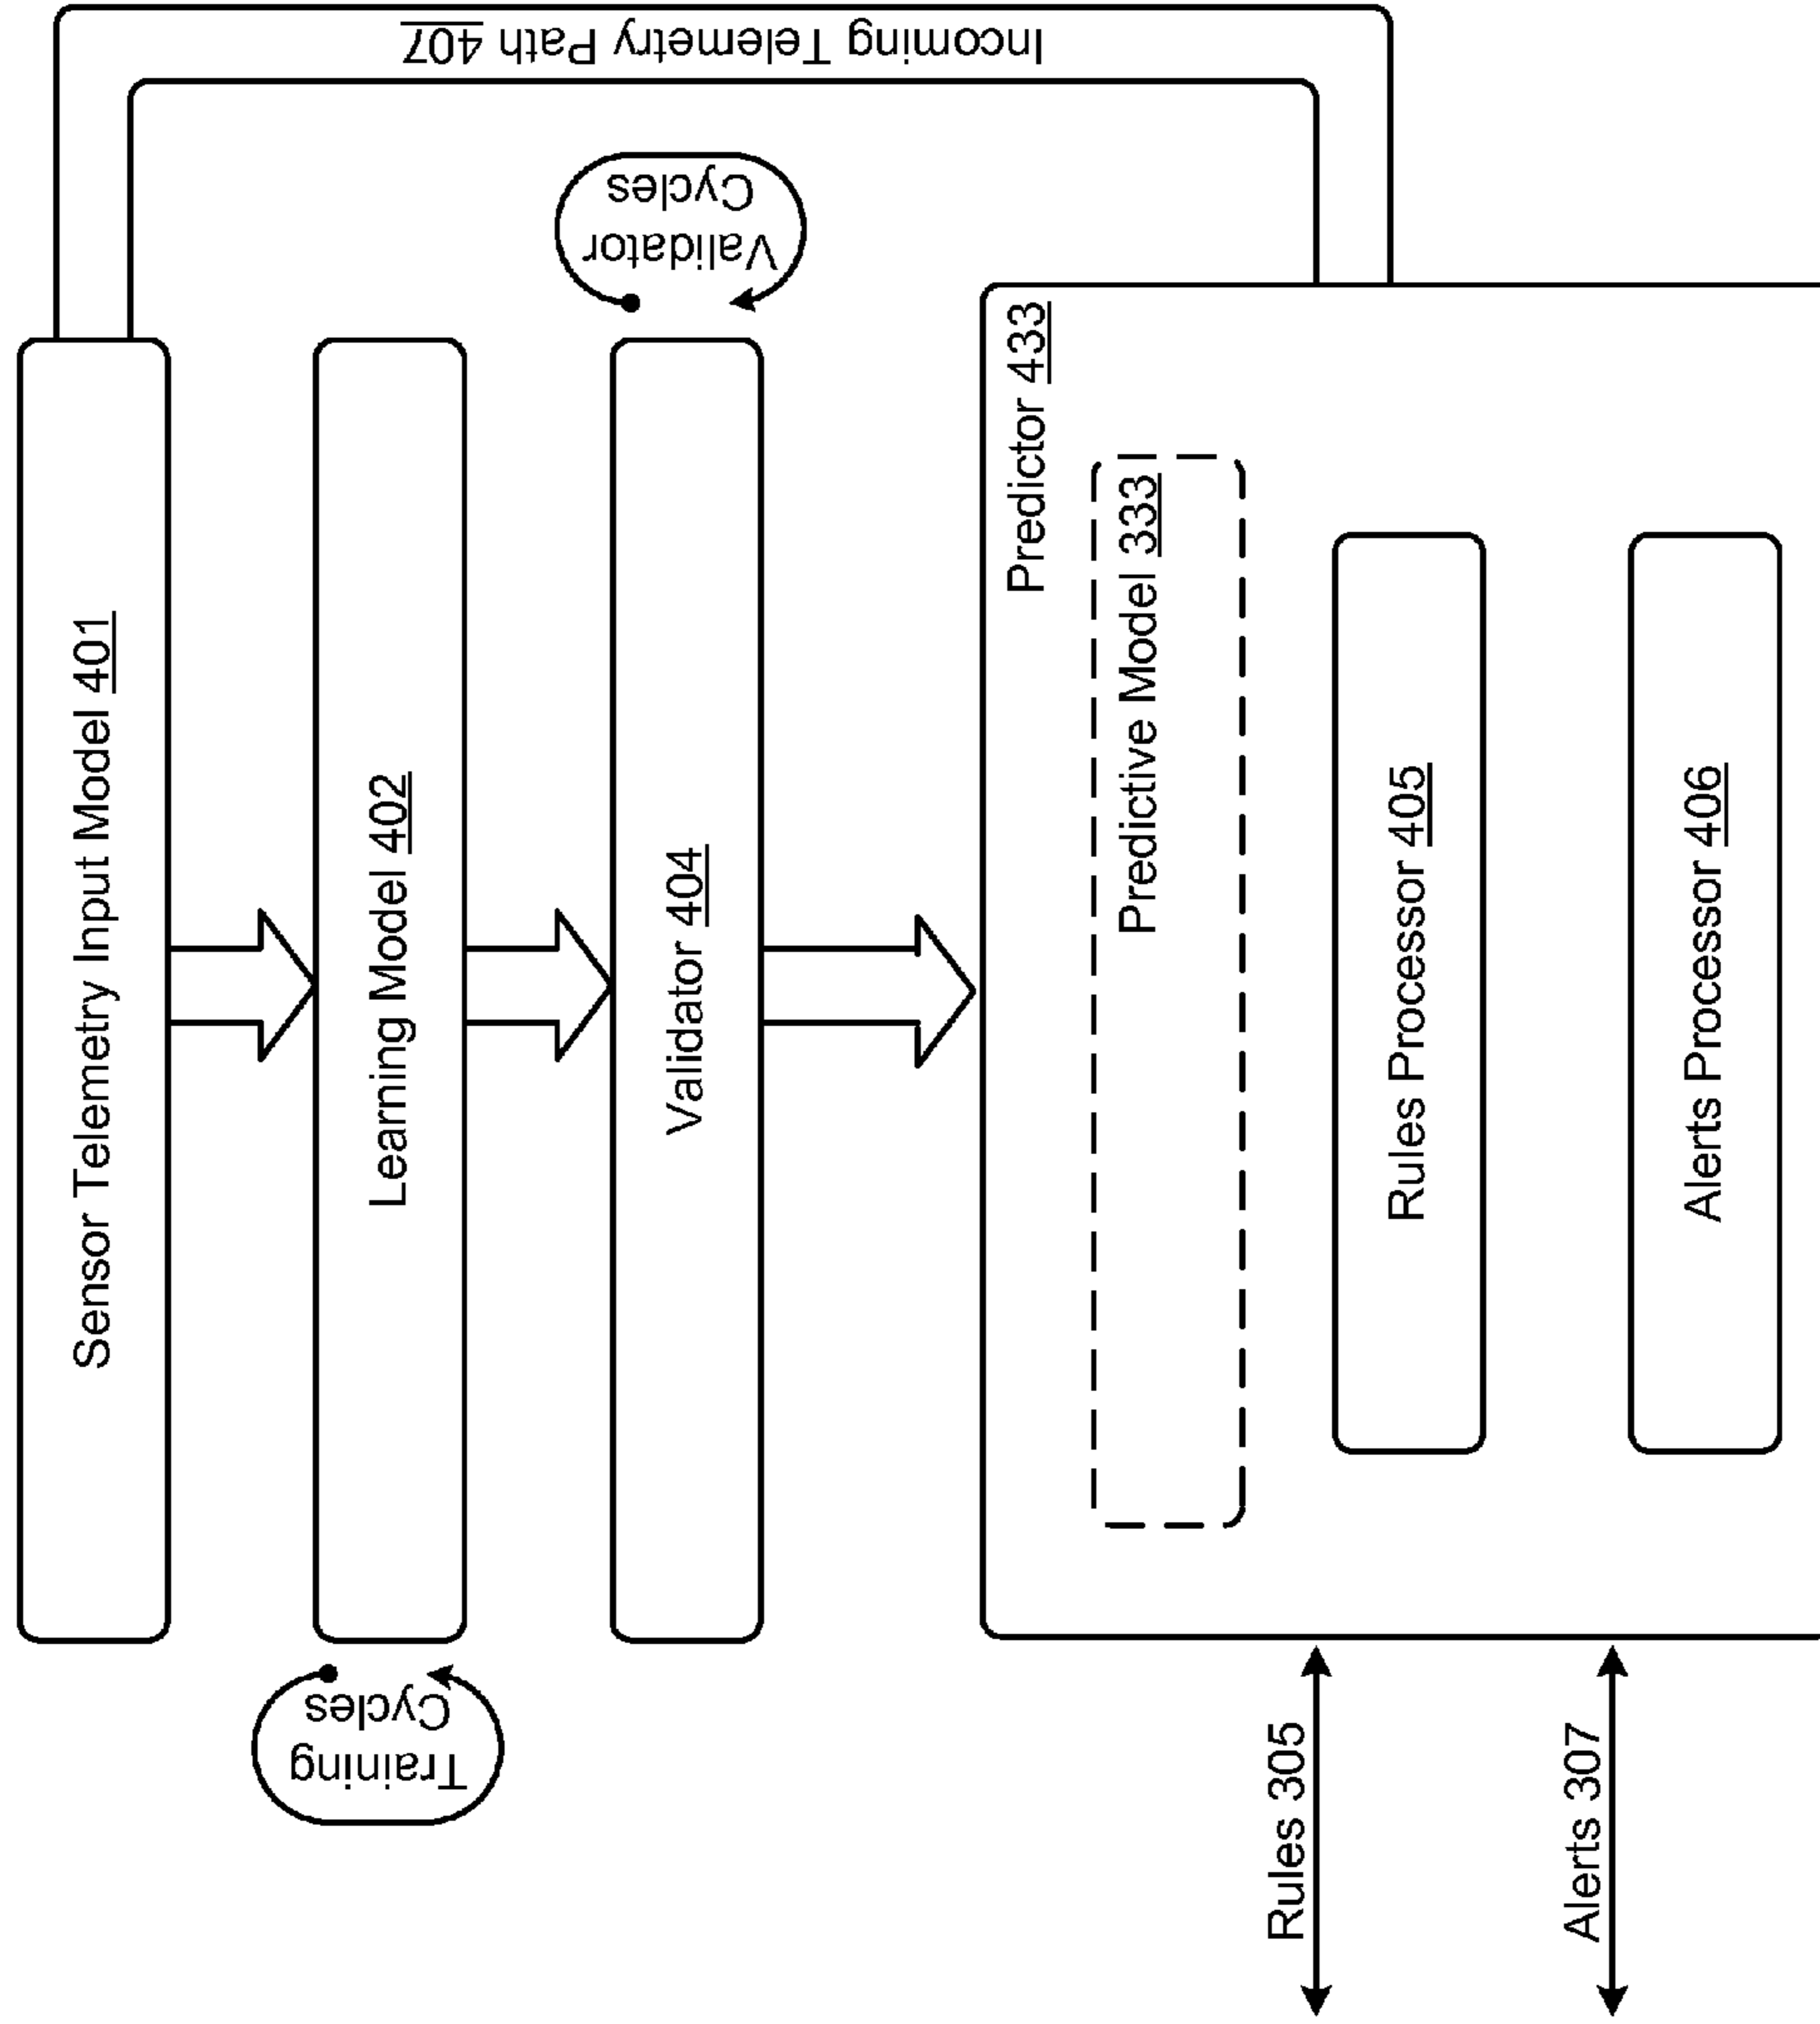 Incoming Telemetry Path 407
Sensor Telemetry Input Model 401
Training
Cycles
Learning Model 402
Validator
Cycles
Validator 404
Predictor 433
Predictive Model 333
Rules 305
Rules Processor 405
Alerts 307
Alerts Processor 406